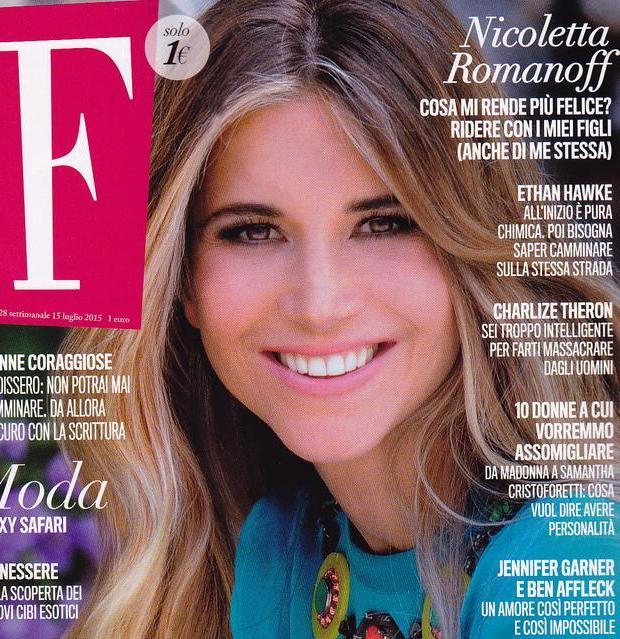 F
solo
1€
28 settimanale 15 luglio 2015 1 euro
Nicoletta
Romanoff
COSA MI RENDE PIÙ FELICE?
RIDERE CON I MIEI FIGLI
(ANCHE DI ME STESSA)
ETHAN HAWKE
ALL'INIZIO È PURA
CHIMICA. POI BISOGNA
SAPER CAMMINARE
SULLA STESSA STRADA
CHARLIZE THERON
SEI TROPPO INTELLIGENTE
PER FARTI MASSACRARE
DAGLI UOMINI
10 DONNE A CUI
VORREMMO
ASSOMIGLIARE
DA MADONNA A SAMANTHA
CRISTOFORETTI: COSA
VUOL DIRE AVERE
PERSONALITÀ
JENNIFER GARNER
E BEN AFFLECK
UN AMORE COSÌ PERFETTO
E COSÌ IMPOSSIBILE
NNE CORAGGIOSE
DISSERO: NON POTRAI MAI
MMINARE. DA ALLORA
CURO CON LA SCRITTURA
Moda
XY SAFARI
NESSERE
LA SCOPERTA DEI
OVI CIBI ESOTICI